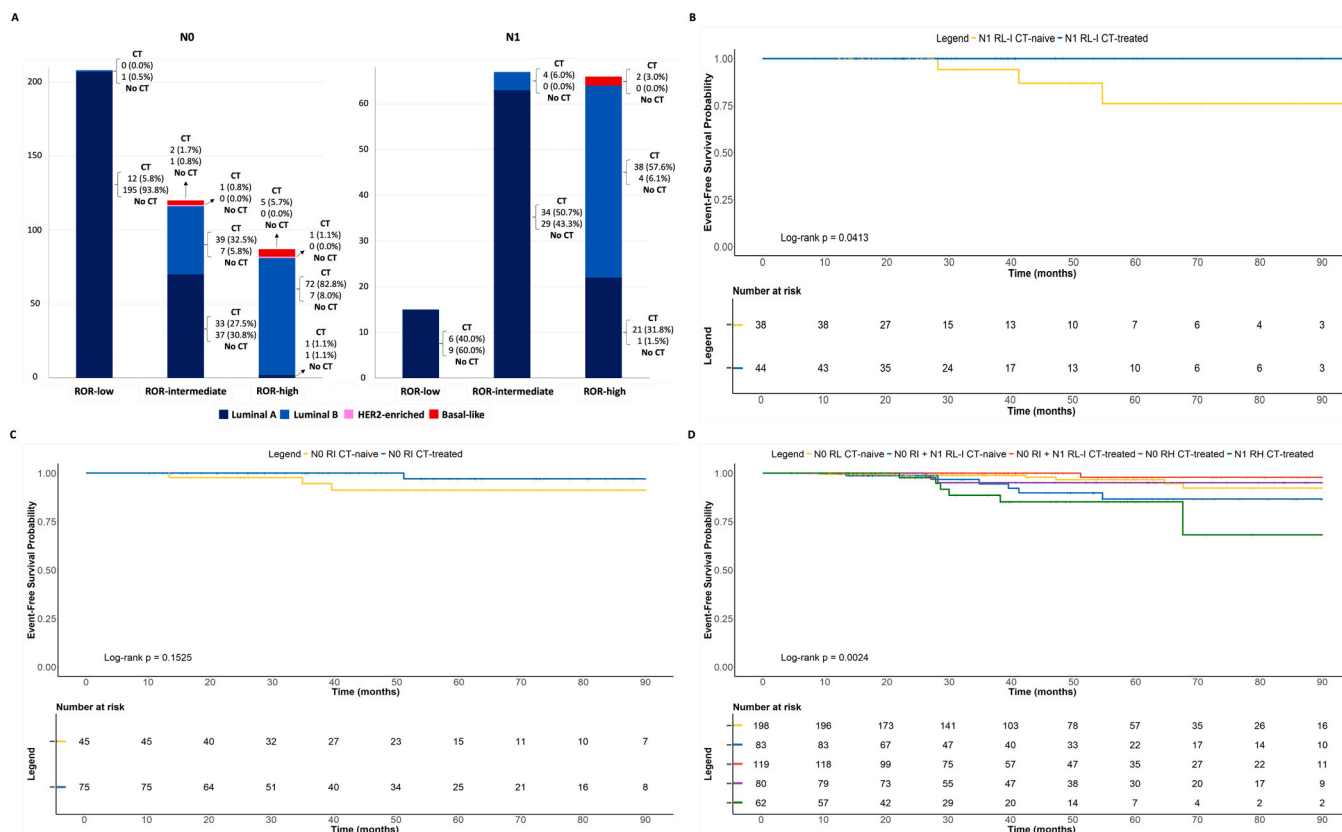 A
N0
N1
200
150
100
50
0
CT
0 (0.0%)
1 (0.5%)
No CT
CT
12 (5.8%)
195 (93.8%)
No CT
CT
2 (1.7%)
1 (0.8%)
No CT
CT
1 (0.8%)
0 (0.0%)
No CT
CT
39 (32.5%)
7 (5.8%)
No CT
CT
33 (27.5%)
37 (30.8%)
No CT
CT
5 (5.7%)
0 (0.0%)
No CT
CT
1 (1.1%)
0 (0.0%)
No CT
CT
72 (82.8%)
7 (8.0%)
No CT
CT
1 (1.1%)
1 (1.1%)
No CT
ROR-low ROR-intermediate ROR-high
60
50
40
30
20
10
0
CT
6 (40.0%)
9 (60.0%)
No CT
CT
4 (6.0%)
0 (0.0%)
No CT
CT
34 (50.7%)
29 (43.3%)
No CT
CT
2 (3.0%)
0 (0.0%)
No CT
CT
38 (57.6%)
4 (6.1%)
No CT
CT
21 (31.8%)
1 (1.5%)
No CT
ROR-low ROR-intermediate ROR-high
Luminal A Luminal B HER2-enriched Basal-like
B
Legend N1 RL-I CT-naive N1 RL-I CT-treated
Event-Free Survival Probability
1.00
0.75
0.50
0.25
0.00
Log-rank p = 0.0413
0 10 20 30 40 50 60 70 80 90
Time (months)
Number at risk
Legend
38 38 27 15 13 10 7 6 4 3
44 43 35 24 17 13 10 6 6 3
0 10 20 30 40 50 60 70 80 90
Time (months)
C
Legend N0 RI CT-naive N0 RI CT-treated
Event-Free Survival Probability
1.00
0.75
0.50
0.25
0.00
Log-rank p = 0.1525
0 10 20 30 40 50 60 70 80 90
Time (months)
Number at risk
Legend
45 45 40 32 27 23 15 11 10 7
75 75 64 51 40 34 25 21 16 8
0 10 20 30 40 50 60 70 80 90
Time (months)
D
Legend N0 RL CT-naive N0 RI + N1 RL-I CT-naive N0 RI + N1 RL-I CT-treated N0 RH CT-treated N1 RH CT-treated
Event-Free Survival Probability
1.00
0.75
0.50
0.25
0.00
Log-rank p = 0.0024
0 10 20 30 40 50 60 70 80 90
Time (months)
Number at risk
Legend
198 196 173 141 103 78 57 35 26 16
83 83 67 47 40 33 22 17 14 10
119 118 99 75 57 47 35 27 22 11
80 79 73 55 47 38 30 20 17 9
62 57 42 29 20 14 7 4 2 2
0 10 20 30 40 50 60 70 80 90
Time (months)